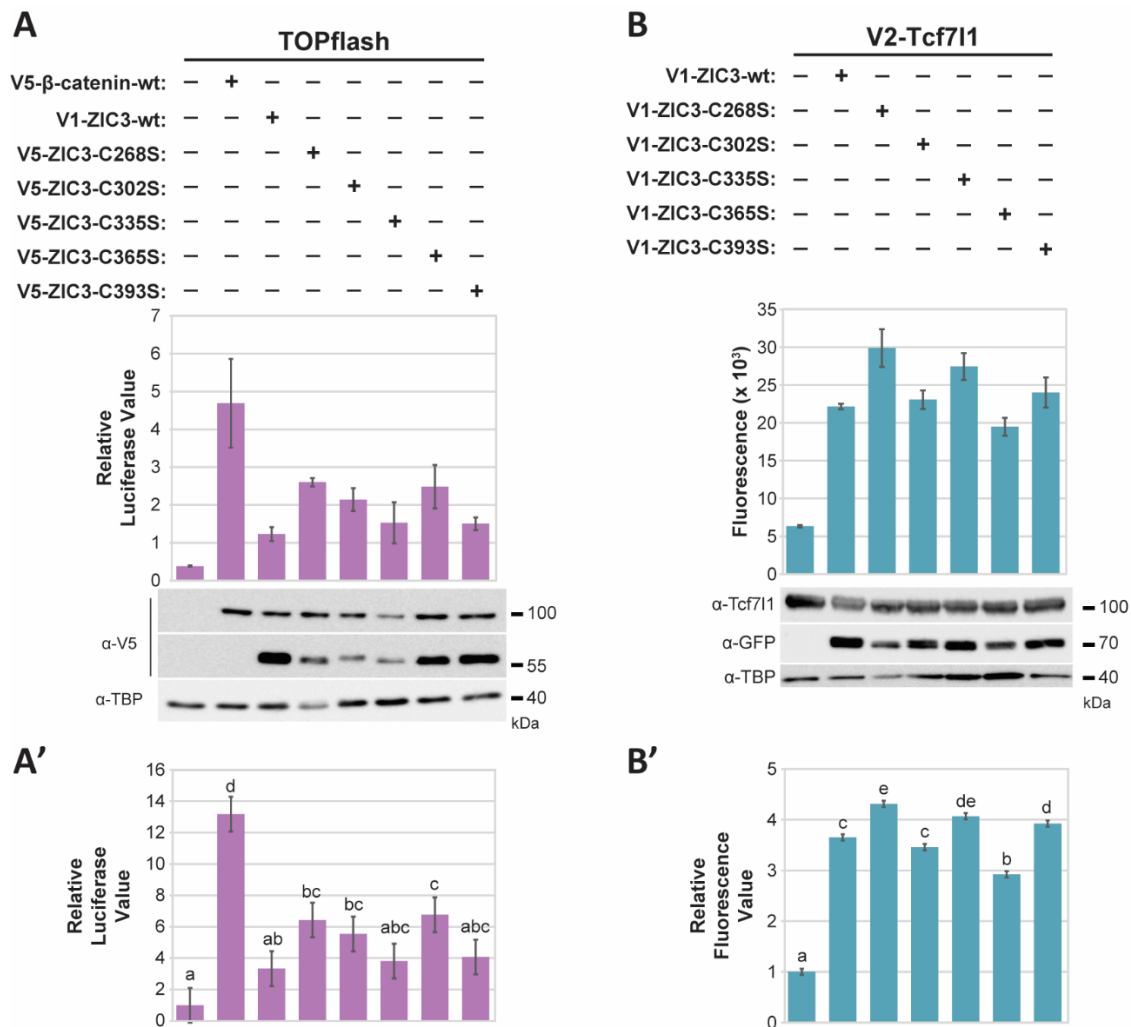 A
TOPflash
V5-β-catenin-wt: – + – – – – – –
V1-ZIC3-wt: – – + – – – – –
V5-ZIC3-C268S: – – – + – – – –
V5-ZIC3-C302S: – – – – + – – –
V5-ZIC3-C335S: – – – – – + – –
V5-ZIC3-C365S: – – – – – – + –
V5-ZIC3-C393S: – – – – – – – +
7
6
5
4
3
2
1
0
Relative
Luciferase Value
α-V5
100
55
α-TBP
40
kDa
A’
16
14
12
10
8
6
4
2
0
Relative
Luciferase
Value
a
d
ab
bc
bc
abc
c
abc
B
V2-Tcf7l1
V1-ZIC3-wt: – + – – – – –
V1-ZIC3-C268S: – – + – – – –
V1-ZIC3-C302S: – – – + – – –
V1-ZIC3-C335S: – – – – + – –
V1-ZIC3-C365S: – – – – – + –
V1-ZIC3-C393S: – – – – – – +
35
30
25
20
15
10
5
0
Fluorescence (x 10³)
α-Tcf7l1
100
α-GFP
70
α-TBP
40
kDa
B’
5
4
3
2
1
0
Relative
Fluorescence
Value
a
c
e
c
de
b
d